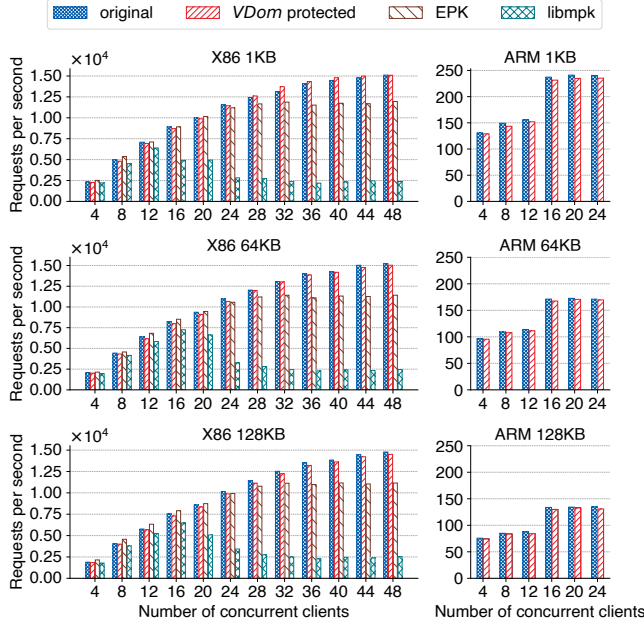 original VDom protected EPK libmpk
×10⁴ X86 1KB
Requests per second
1.50
1.25
1.00
0.75
0.50
0.25
0.00
4 8 12 16 20 24 28 32 36 40 44 48
ARM 1KB
250
200
150
100
50
0
4 8 12 16 20 24
×10⁴ X86 64KB
Requests per second
1.50
1.25
1.00
0.75
0.50
0.25
0.00
4 8 12 16 20 24 28 32 36 40 44 48
ARM 64KB
250
200
150
100
50
0
4 8 12 16 20 24
×10⁴ X86 128KB
Requests per second
1.50
1.25
1.00
0.75
0.50
0.25
0.00
4 8 12 16 20 24 28 32 36 40 44 48
Number of concurrent clients
ARM 128KB
250
200
150
100
50
0
4 8 12 16 20 24
Number of concurrent clients